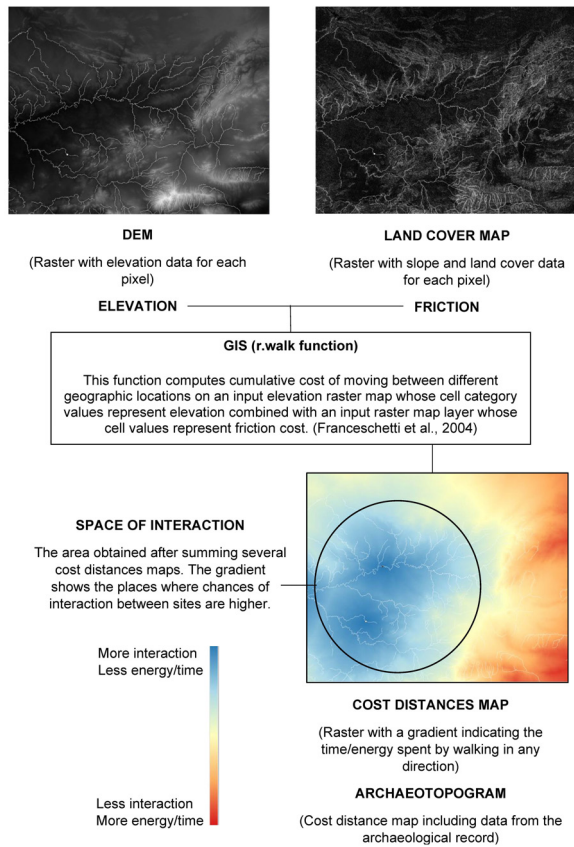 DEM
(Raster with elevation data for each
pixel)
LAND COVER MAP
(Raster with slope and land cover data
for each pixel)
ELEVATION
FRICTION
GIS (r.walk function)
This function computes cumulative cost of moving between different
geographic locations on an input elevation raster map whose cell category
values represent elevation combined with an input raster map layer whose
cell values represent friction cost. (Franceschetti et al., 2004)
SPACE OF INTERACTION
The area obtained after summing several
cost distances maps. The gradient
shows the places where chances of
interaction between sites are higher.
More interaction
Less energy/time
Less interaction
More energy/time
COST DISTANCES MAP
(Raster with a gradient indicating the
time/energy spent by walking in any
direction)
ARCHAEOTOPOGRAM
(Cost distance map including data from the
archaeological record)